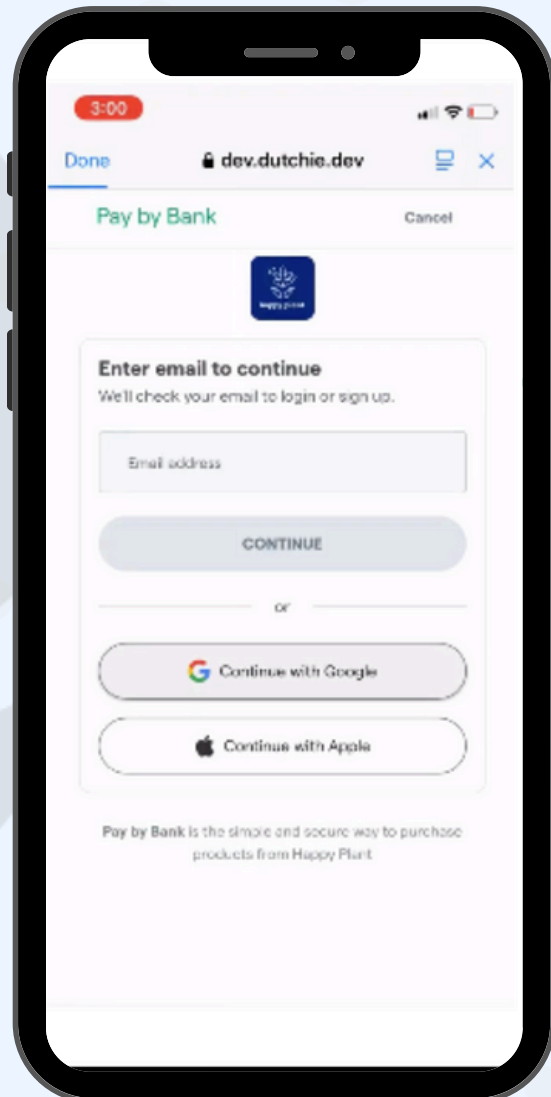 3:00
Done dev.dutchie.dev
Pay by Bank Cancel
happy plant
Enter email to continue
We'll check your email to login or sign up.
Email address
CONTINUE
or
Continue with Google
Continue with Apple
Pay by Bank is the simple and secure way to purchase
products from Happy Plant